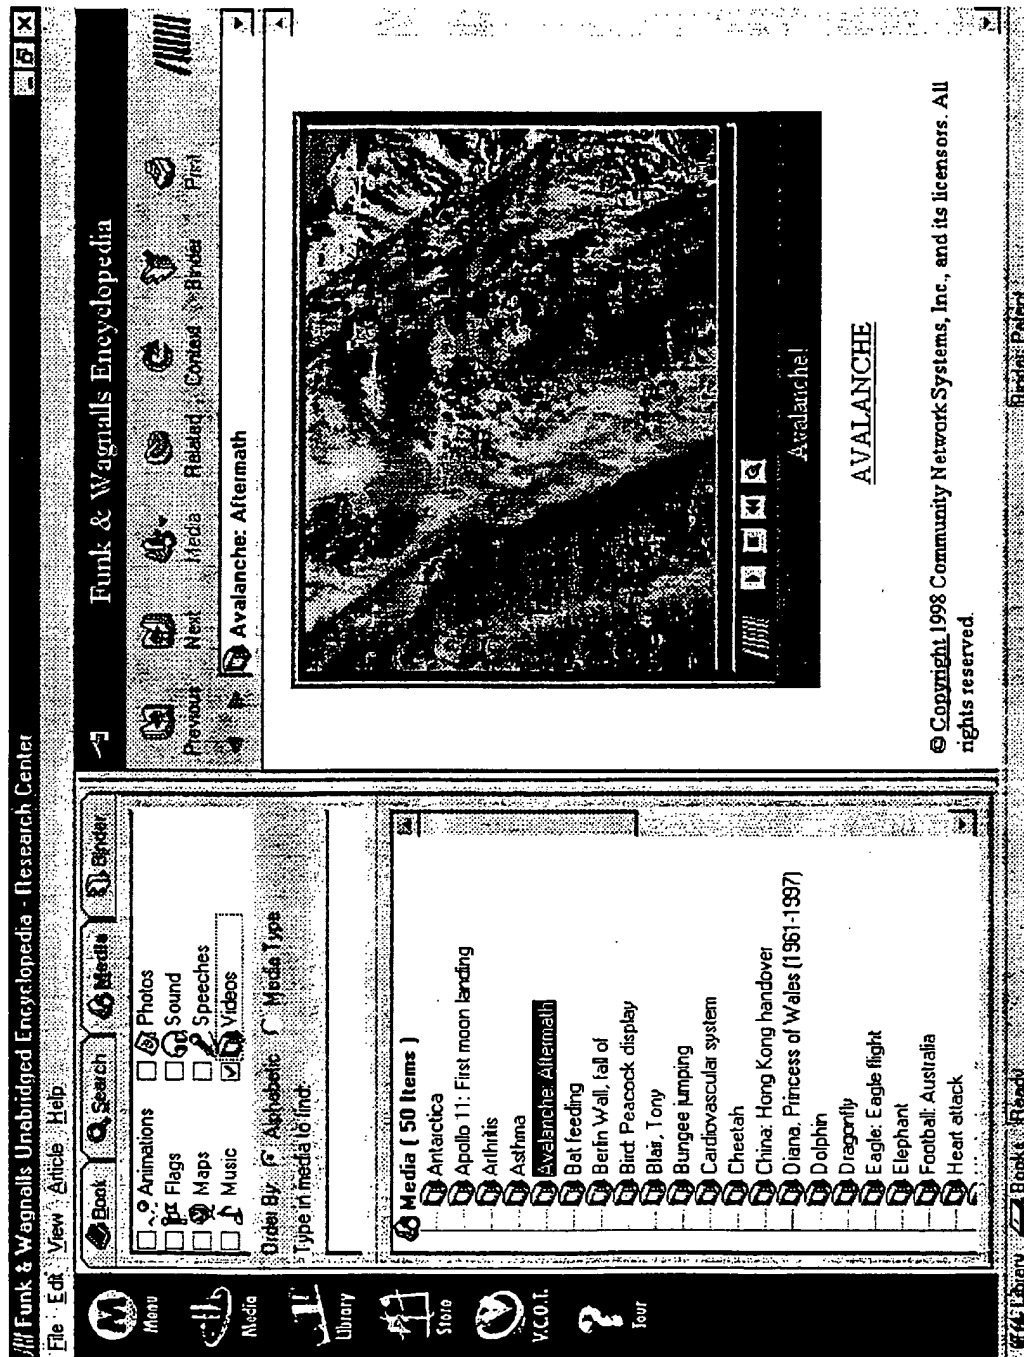 Funk & Wagnalls Unabridged Encyclopedia - Research Center
File Edit View Article Help
Menu
Media
Library
Store
V.C.O.T.
Tour
Book Search Media Binder
Animations Photos
Flags Sound
Maps Speeches
Music Videos
Order By: Alphabetic Media Type
Type in media to find:
Media ( 50 Items )
Antarctica
Apollo 11: First moon landing
Arthritis
Asthma
Avalanche: Aftermath
Bat feeding
Berlin Wall, fall of
Bird: Peacock display
Blair, Tony
Bungee jumping
Cardiovascular system
Cheetah
China: Hong Kong handover
Diana, Princess of Wales (1961-1997)
Dolphin
Dragonfly
Eagle: Eagle flight
Elephant
Football: Australia
Heart attack
Funk & Wagnalls Encyclopedia
Previous Next Media Related Context Binder Print
Avalanche: Aftermath
Avalanche!
AVALANCHE
© Copyright 1998 Community Network Systems, Inc., and its licensors. All
rights reserved.
Library Book Ready Binder: Patent